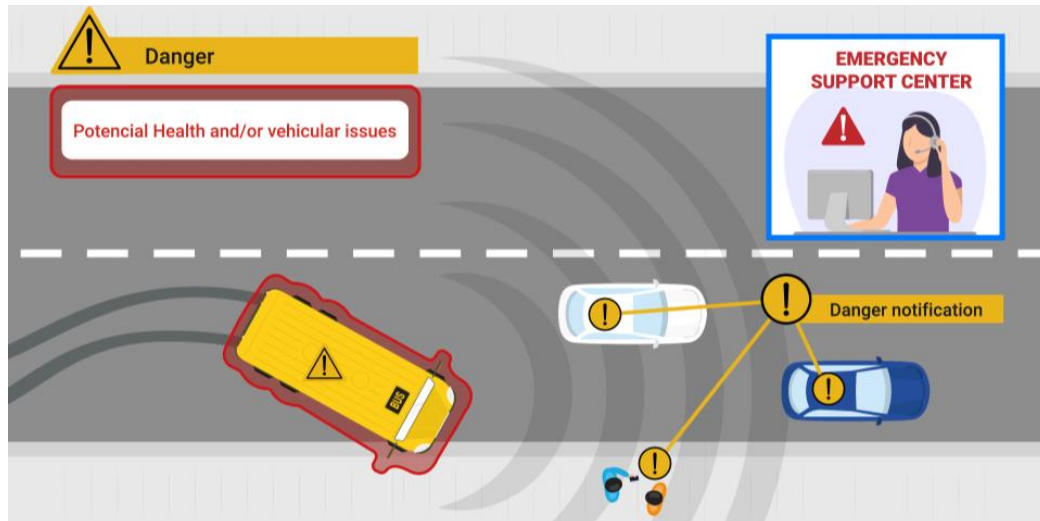 Danger
Potencial Health and/or vehicular issues
EMERGENCY
SUPPORT CENTER
BUS
Danger notification